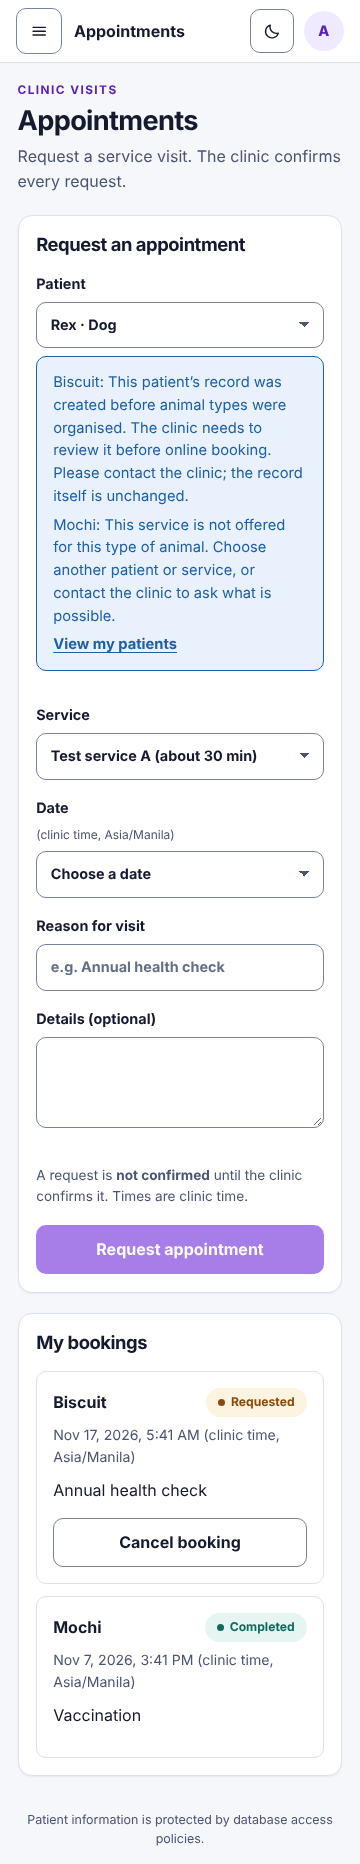 Appointments
A
CLINIC VISITS
Appointments
Request a service visit. The clinic confirms
every request.
Request an appointment
Patient
Rex · Dog
Biscuit: This patient’s record was
created before animal types were
organised. The clinic needs to
review it before online booking.
Please contact the clinic; the record
itself is unchanged.
Mochi: This service is not offered
for this type of animal. Choose
another patient or service, or
contact the clinic to ask what is
possible.
View my patients
Service
Test service A (about 30 min)
Date
(clinic time, Asia/Manila)
Choose a date
Reason for visit
e.g. Annual health check
Details (optional)
A request is not confirmed until the clinic
confirms it. Times are clinic time.
Request appointment
My bookings
Biscuit
Requested
Nov 17, 2026, 5:41 AM (clinic time,
Asia/Manila)
Annual health check
Cancel booking
Mochi
Completed
Nov 7, 2026, 3:41 PM (clinic time,
Asia/Manila)
Vaccination
Patient information is protected by database access
policies.